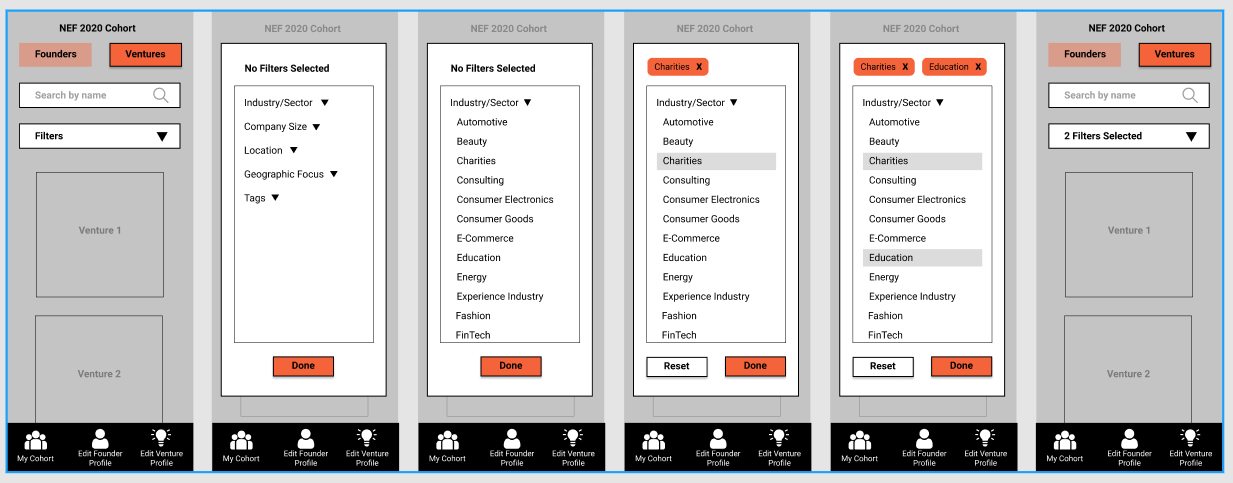 NEF 2020 Cohort
Founders
Ventures
Search by name
Filters
Venture 1
Venture 2
My Cohort
Edit Founder
Profile
Edit Venture
Profile
NEF 2020 Cohort
No Filters Selected
Industry/Sector
Company Size
Location
Geographic Focus
Tags
Done
My Cohort
Edit Founder
Profile
Edit Venture
Profile
NEF 2020 Cohort
No Filters Selected
Industry/Sector
Automotive
Beauty
Charities
Consulting
Consumer Electronics
Consumer Goods
E-Commerce
Education
Energy
Experience Industry
Fashion
FinTech
Done
My Cohort
Edit Founder
Profile
Edit Venture
Profile
NEF 2020 Cohort
Charities X
Industry/Sector
Automotive
Beauty
Charities
Consulting
Consumer Electronics
Consumer Goods
E-Commerce
Education
Energy
Experience Industry
Fashion
FinTech
Reset
Done
My Cohort
Edit Founder
Profile
Edit Venture
Profile
NEF 2020 Cohort
Charities X
Education X
Industry/Sector
Automotive
Beauty
Charities
Consulting
Consumer Electronics
Consumer Goods
E-Commerce
Education
Energy
Experience Industry
Fashion
FinTech
Reset
Done
My Cohort
Edit Founder
Profile
Edit Venture
Profile
NEF 2020 Cohort
Founders
Ventures
Search by name
2 Filters Selected
Venture 1
Venture 2
My Cohort
Edit Founder
Profile
Edit Venture
Profile